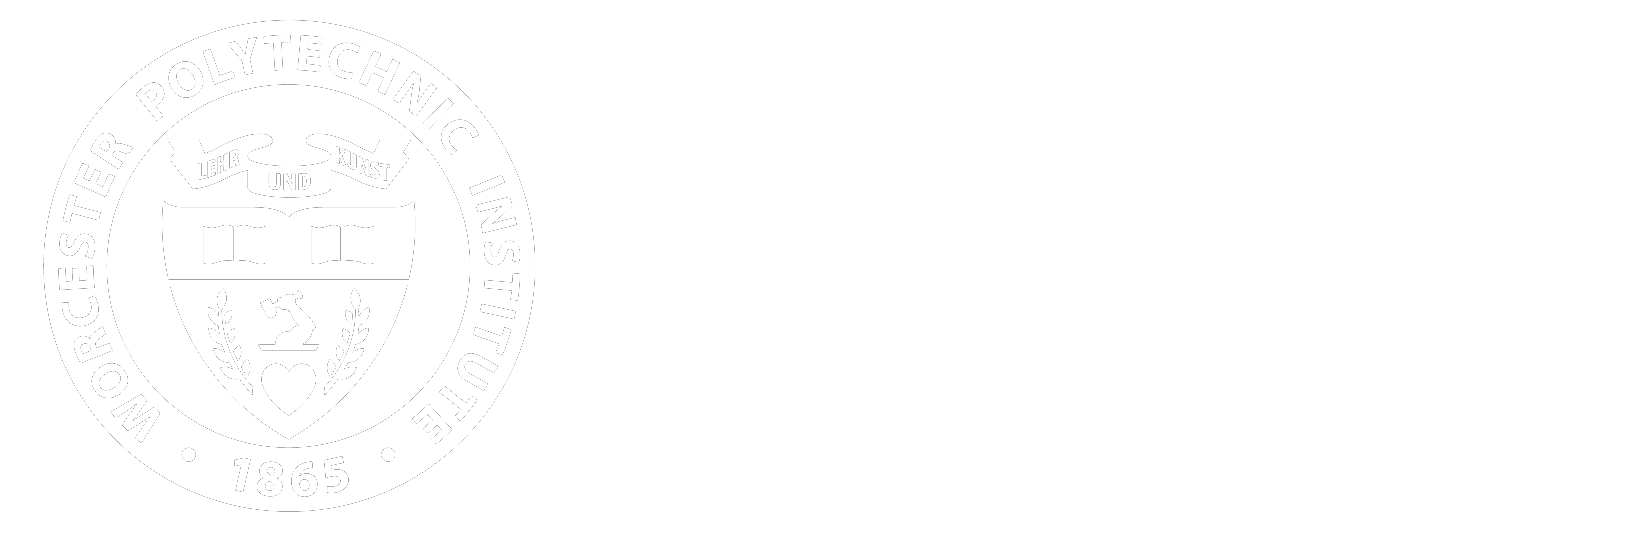 WORCESTER POLYTECHNIC INSTITUTE
LEHR
UND
KUNST
· 1865 ·